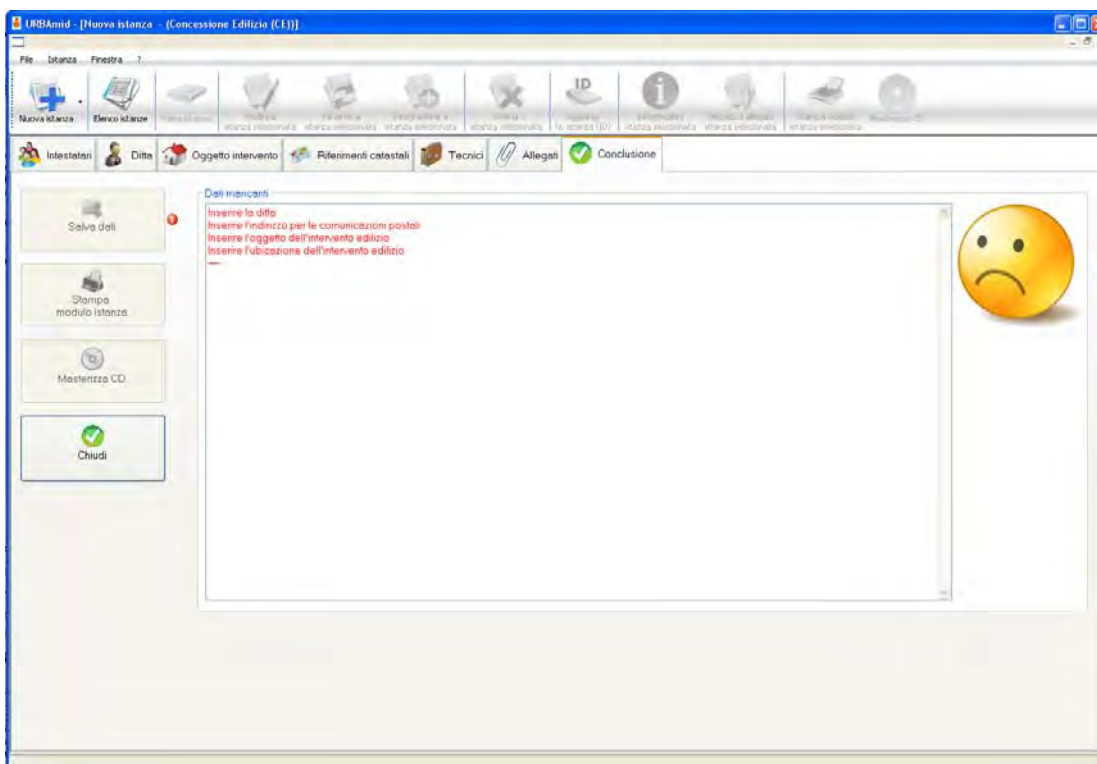 URBAmid - [Nuova istanza - (Concessione Edilizia (CE))]
File Istanza Finestra ?
Nuova istanza Elenco istanze
ID
Intestatari Ditta Oggetto intervento Riferimenti catastali Tecnici Allegati Conclusione
Dati mancanti
Salva dati
Inserire la ditta
Inserire l'indirizzo per le comunicazioni postali
Inserire l'oggetto dell'intervento edilizio
Inserire l'ubicazione dell'intervento edilizio
Stampa
modulo istanza
Masterizza CD
Chiudi